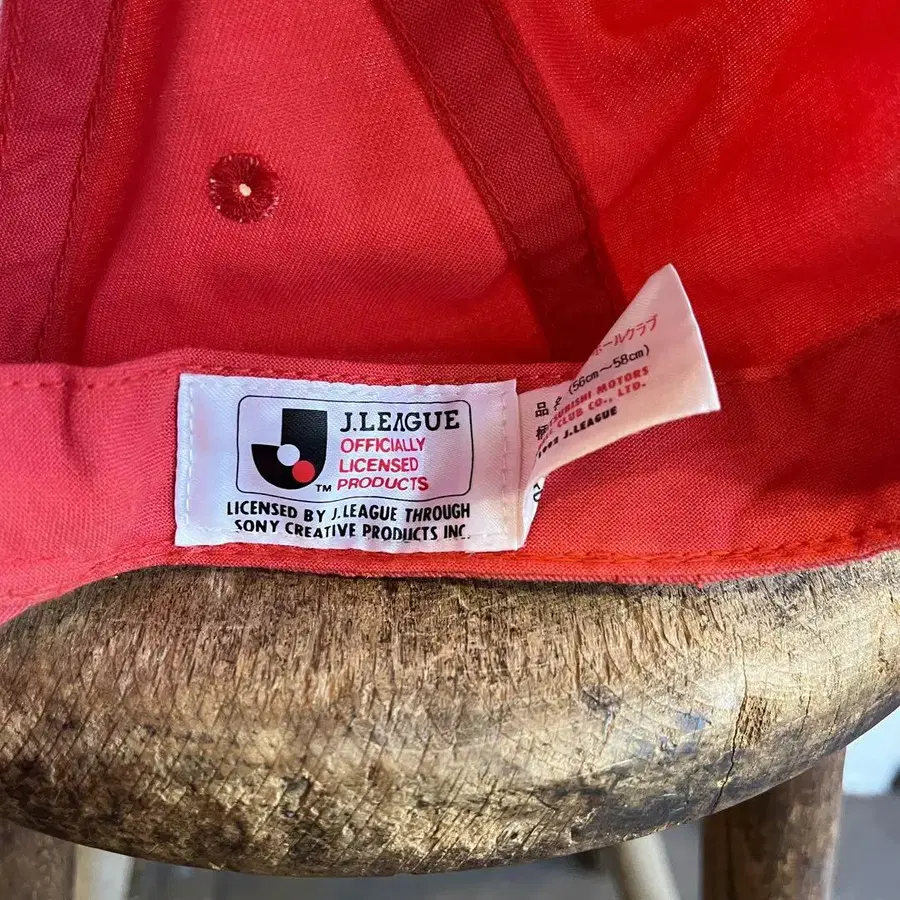 J.LEAGUE
OFFICIALLY
LICENSED
TM PRODUCTS
LICENSED BY J.LEAGUE THROUGH
SONY CREATIVE PRODUCTS INC.
ールクラブ
品
(56cm~58cm)
柄
MOTORS
CLUB CO., LTD.
J.LEAGUE